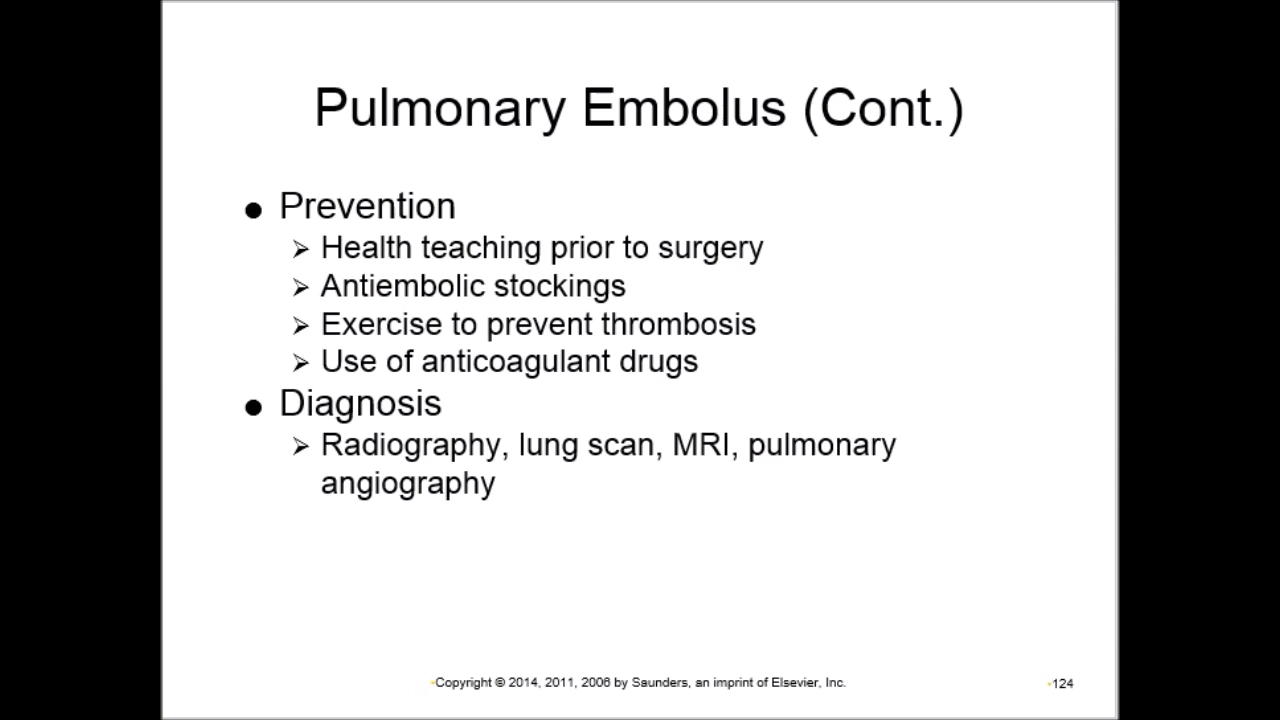 Pulmonary Embolus (Cont.)
● Prevention
➢ Health teaching prior to surgery
➢ Antiembolic stockings
➢ Exercise to prevent thrombosis
➢ Use of anticoagulant drugs
● Diagnosis
➢ Radiography, lung scan, MRI, pulmonary
angiography
Copyright © 2014, 2011, 2006 by Saunders, an imprint of Elsevier, Inc.
124